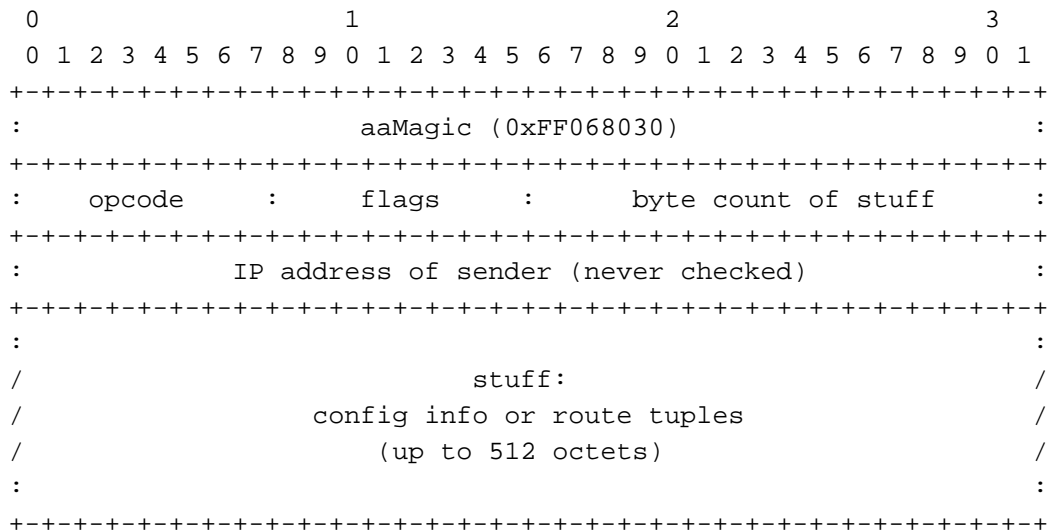 0                   1                   2                   3
 0 1 2 3 4 5 6 7 8 9 0 1 2 3 4 5 6 7 8 9 0 1 2 3 4 5 6 7 8 9 0 1
+-+-+-+-+-+-+-+-+-+-+-+-+-+-+-+-+-+-+-+-+-+-+-+-+-+-+-+-+-+-+-+-+
:                     aaMagic (0xFF068030)                      :
+-+-+-+-+-+-+-+-+-+-+-+-+-+-+-+-+-+-+-+-+-+-+-+-+-+-+-+-+-+-+-+-+
:    opcode     :     flags     :      byte count of stuff      :
+-+-+-+-+-+-+-+-+-+-+-+-+-+-+-+-+-+-+-+-+-+-+-+-+-+-+-+-+-+-+-+-+
:             IP address of sender (never checked)              :
+-+-+-+-+-+-+-+-+-+-+-+-+-+-+-+-+-+-+-+-+-+-+-+-+-+-+-+-+-+-+-+-+
:                                                               :
/                            stuff:                             /
/                  config info or route tuples                  /
/                      (up to 512 octets)                       /
:                                                               :
+-+-+-+-+-+-+-+-+-+-+-+-+-+-+-+-+-+-+-+-+-+-+-+-+-+-+-+-+-+-+-+-+